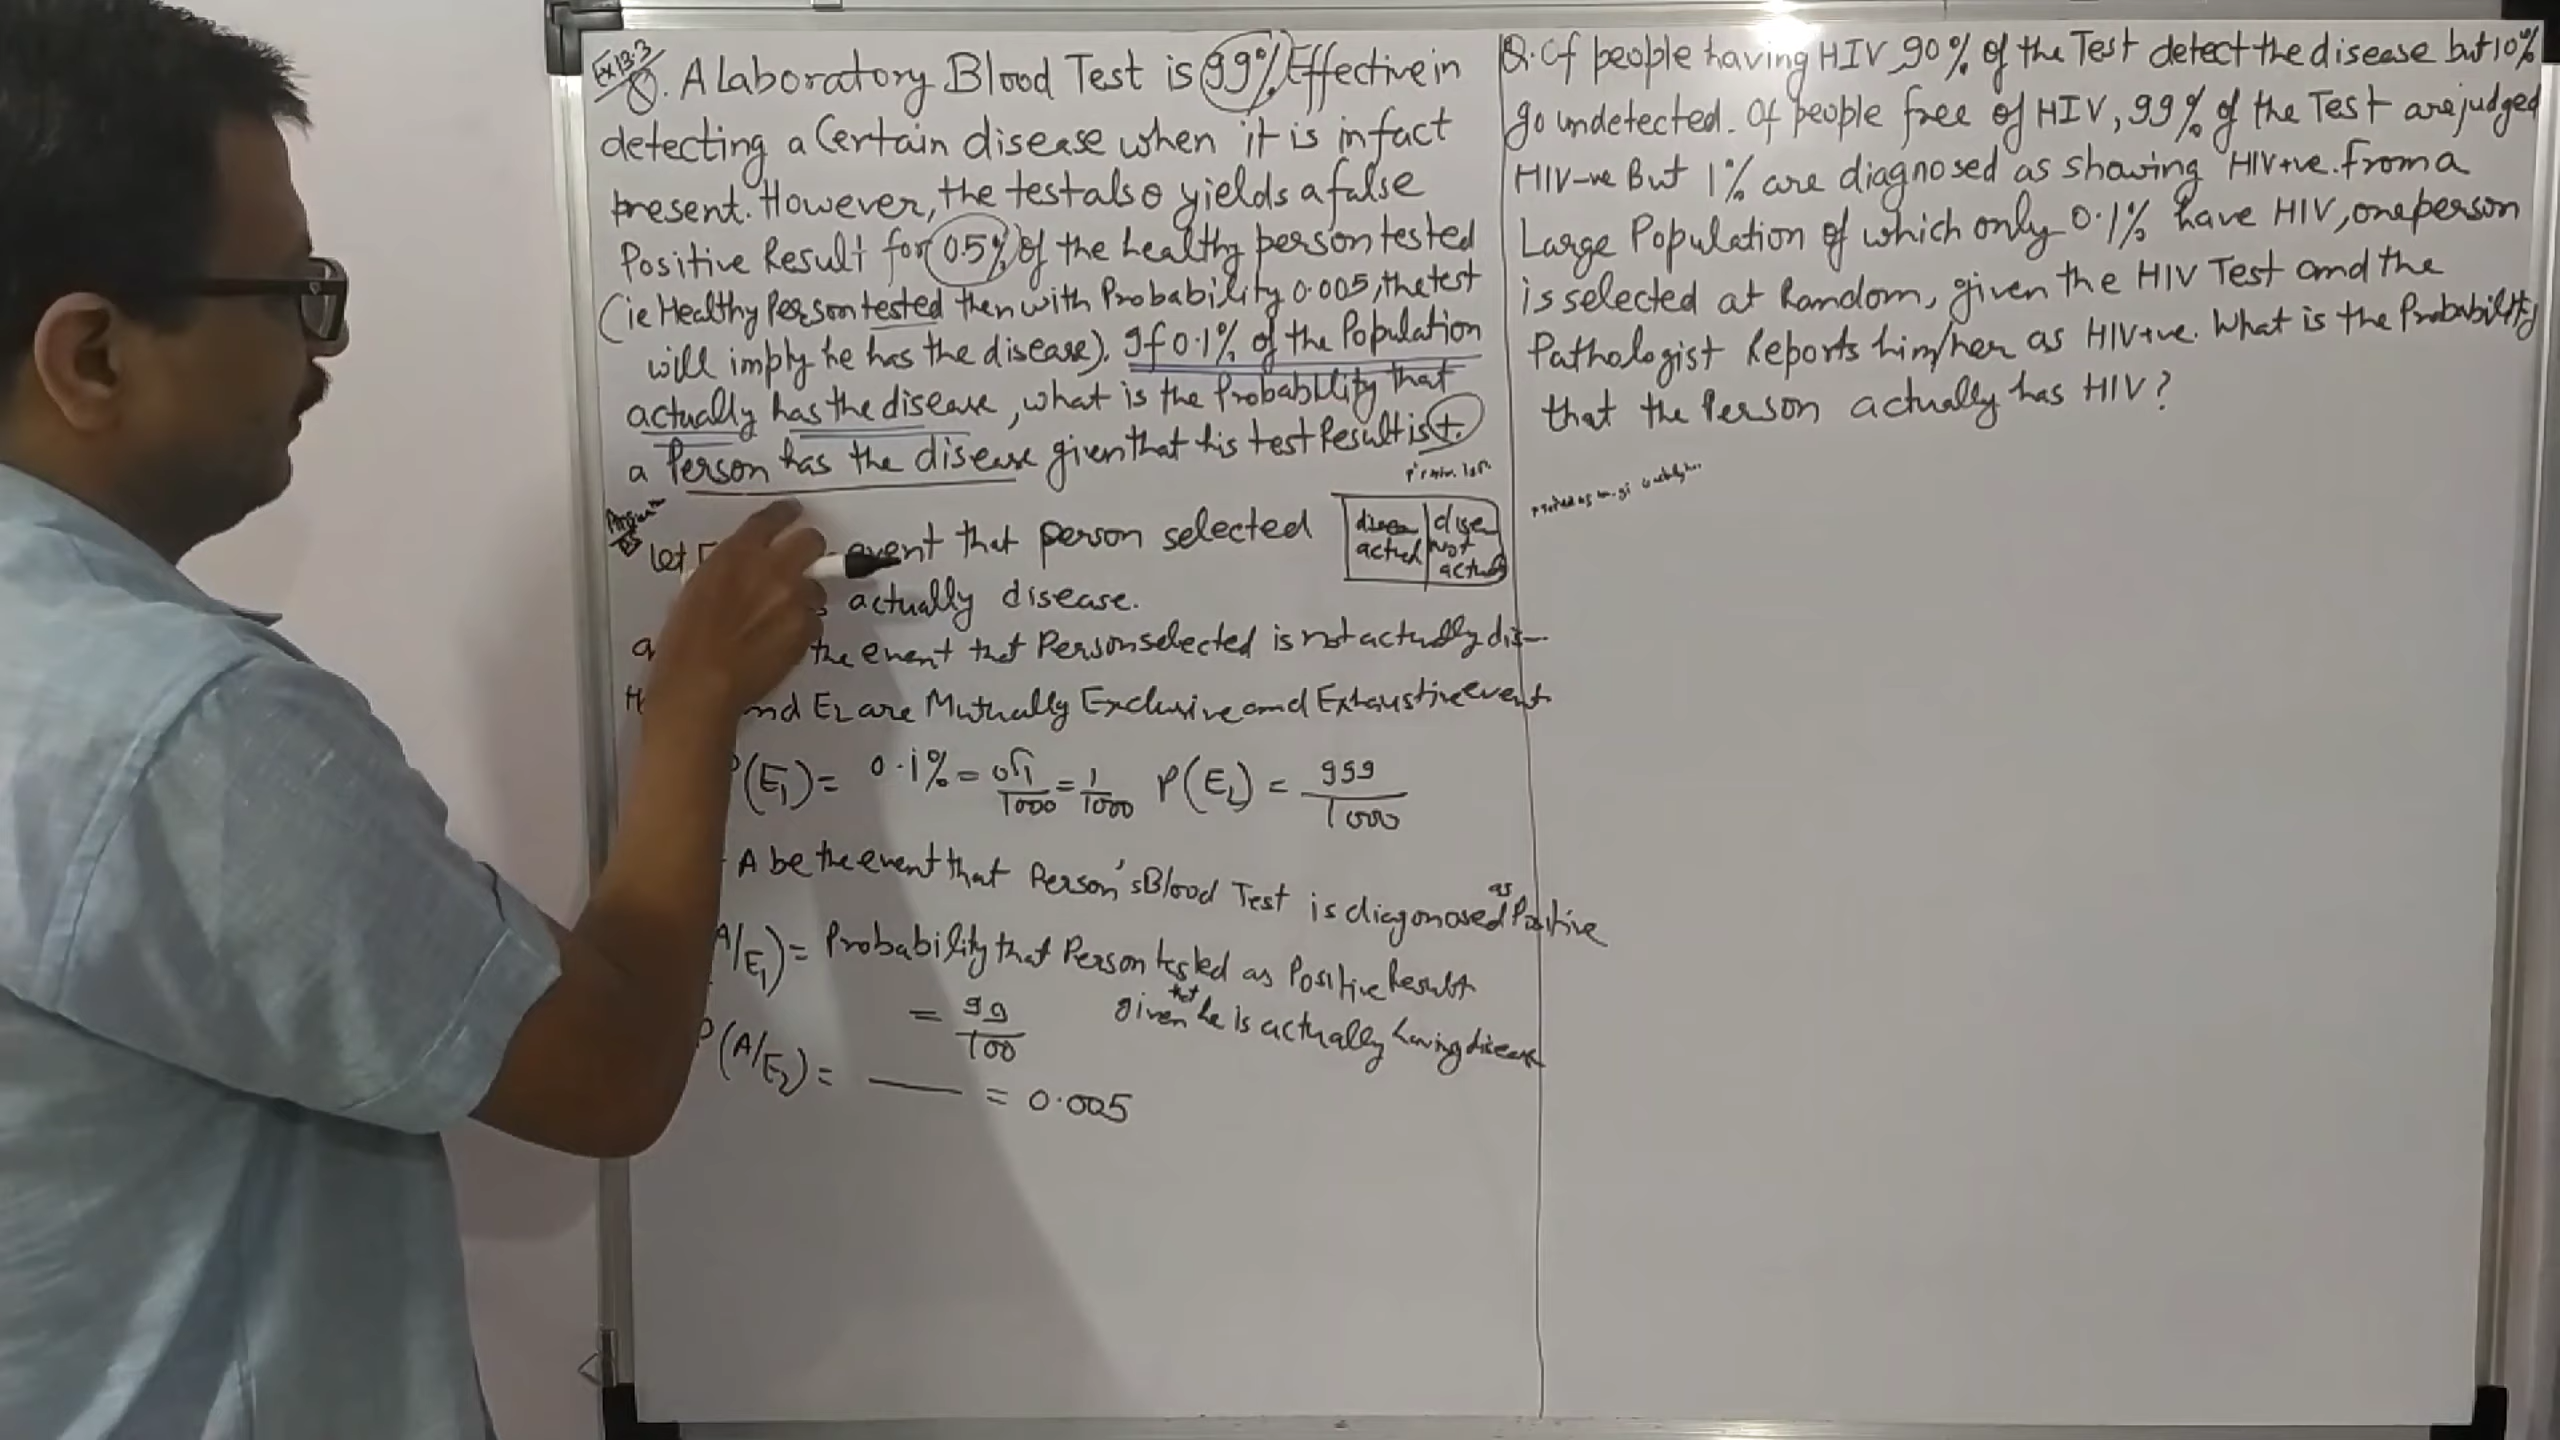 Ex 13.3
Q. A Laboratory Blood Test is 99% Effective in
detecting a Certain disease when it is infact
present. However, the test also yields a false
Positive Result for 0.5% of the healthy person tested
(ie Healthy Person tested then with Probability 0.005, the test
will imply he has the disease). If 0.1% of the Population
actually has the disease, what is the Probability that
a Person has the disease given that his test Result is +.
Let event that person selected
actually disease.
the event that Person selected is not actually dis-
and E2 are Mutually Exclusive and Exhaustive event
P(E1) = 0.1% = 01/1000 = 1/1000 P(E2) = 999/1000
A be the event that Person's Blood Test is diagonosed as Positive
A/E1) = Probability that Person tested as Positive Result
= 99/100 given that he is actually having disease
P(A/E2) = — = 0.005
disea actual
dise not actual
Q. Of people having HIV, 90% of the Test detect the disease but 10%
go undetected. Of people free of HIV, 99% of the Test are judged
HIV-ve But 1% are diagnosed as showing HIV+ve. From a
Large Population of which only 0.1% have HIV, one person
is selected at Random, given the HIV Test and the
Pathologist Reports him/her as HIV+ve. What is the Probability
that the Person actually has HIV?